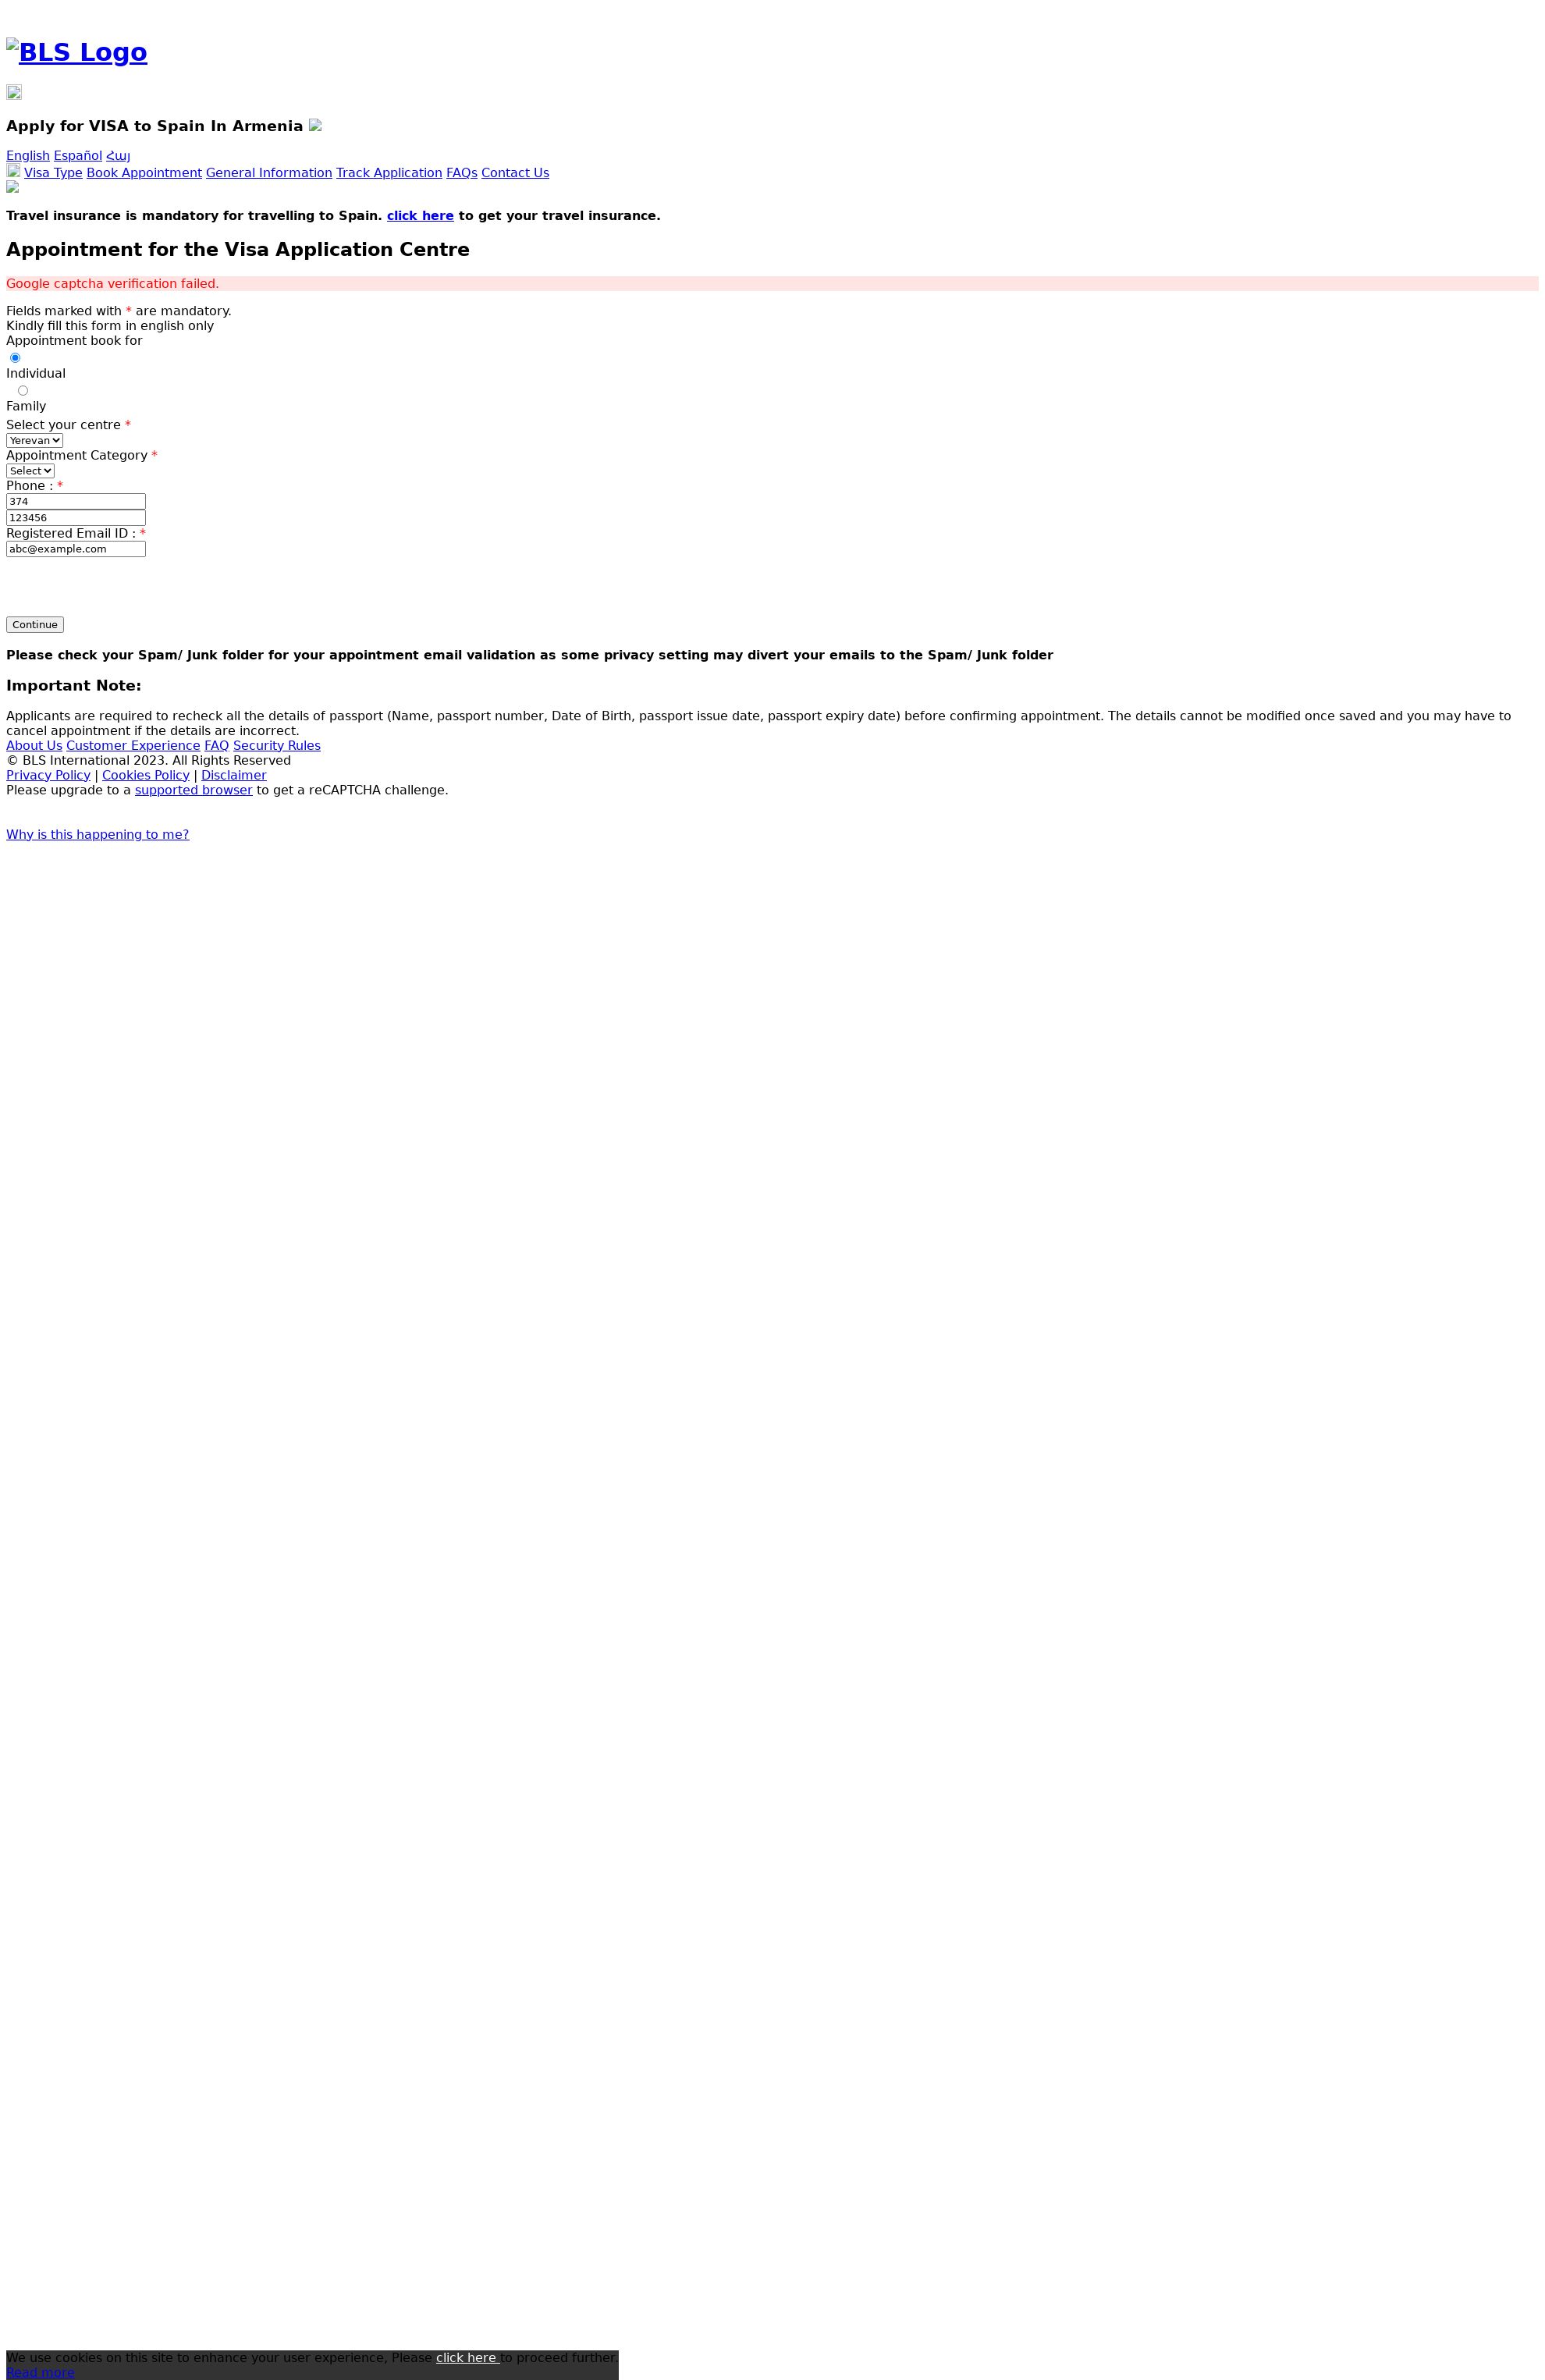 BLS Logo
Apply for VISA to Spain In Armenia
English Español Հայ
Visa Type Book Appointment General Information Track Application FAQs Contact Us
Travel insurance is mandatory for travelling to Spain. click here to get your travel insurance.
Appointment for the Visa Application Centre
Google captcha verification failed.
Fields marked with * are mandatory.
Kindly fill this form in english only
Appointment book for
Individual
Family
Select your centre *
Yerevan
Appointment Category *
Select
Phone : *
374
123456
Registered Email ID : *
abc@example.com
Continue
Please check your Spam/ Junk folder for your appointment email validation as some privacy setting may divert your emails to the Spam/ Junk folder
Important Note:
Applicants are required to recheck all the details of passport (Name, passport number, Date of Birth, passport issue date, passport expiry date) before confirming appointment. The details cannot be modified once saved and you may have to
cancel appointment if the details are incorrect.
About Us Customer Experience FAQ Security Rules
© BLS International 2023. All Rights Reserved
Privacy Policy | Cookies Policy | Disclaimer
Please upgrade to a supported browser to get a reCAPTCHA challenge.
Why is this happening to me?
We use cookies on this site to enhance your user experience, Please click here to proceed further.
Read more